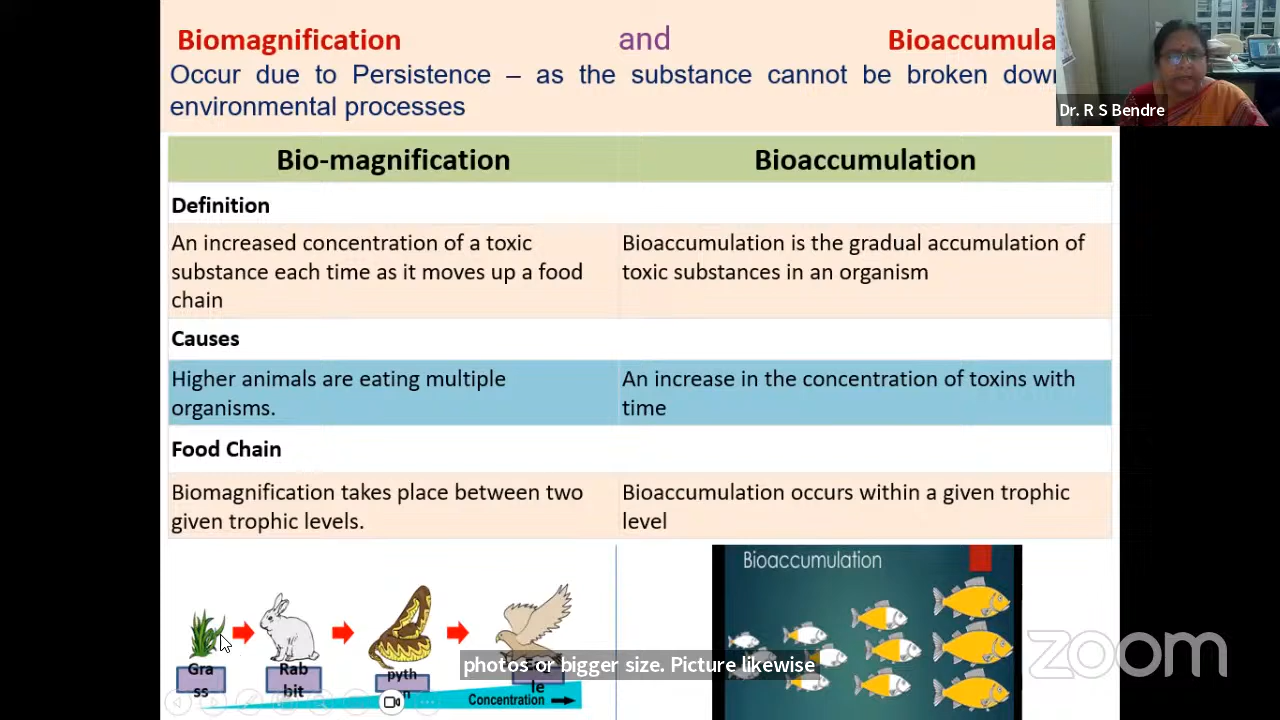 Biomagnification and Bioaccumula
Occur due to Persistence – as the substance cannot be broken down
environmental processes
Dr. R S Bendre
Bio-magnification Bioaccumulation
Definition
An increased concentration of a toxic
substance each time as it moves up a food
chain
Bioaccumulation is the gradual accumulation of
toxic substances in an organism
Causes
Higher animals are eating multiple
organisms.
An increase in the concentration of toxins with
time
Food Chain
Biomagnification takes place between two
given trophic levels.
Bioaccumulation occurs within a given trophic
level
Gra
ss
Rab
bit
pyth
le
Concentration
Bioaccumulation
photos or bigger size. Picture likewise
zoom